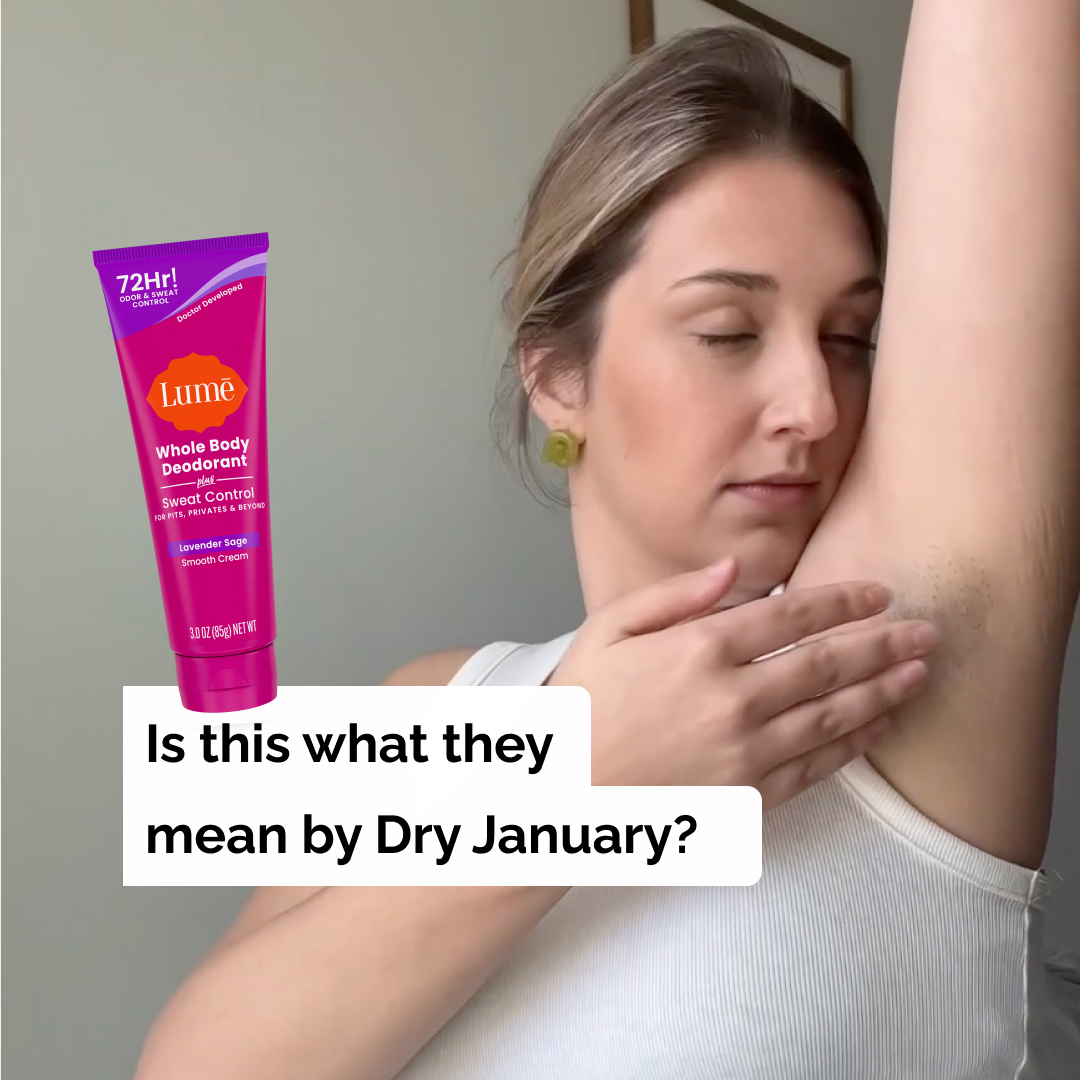 72Hr!
ODOR & SWEAT
CONTROL
Doctor Developed
Lumē
Whole Body
Deodorant
plus
Sweat Control
FOR PITS, PRIVATES & BEYOND
Lavender Sage
Smooth Cream
3.0 OZ (85g) NET WT
Is this what they
mean by Dry January?